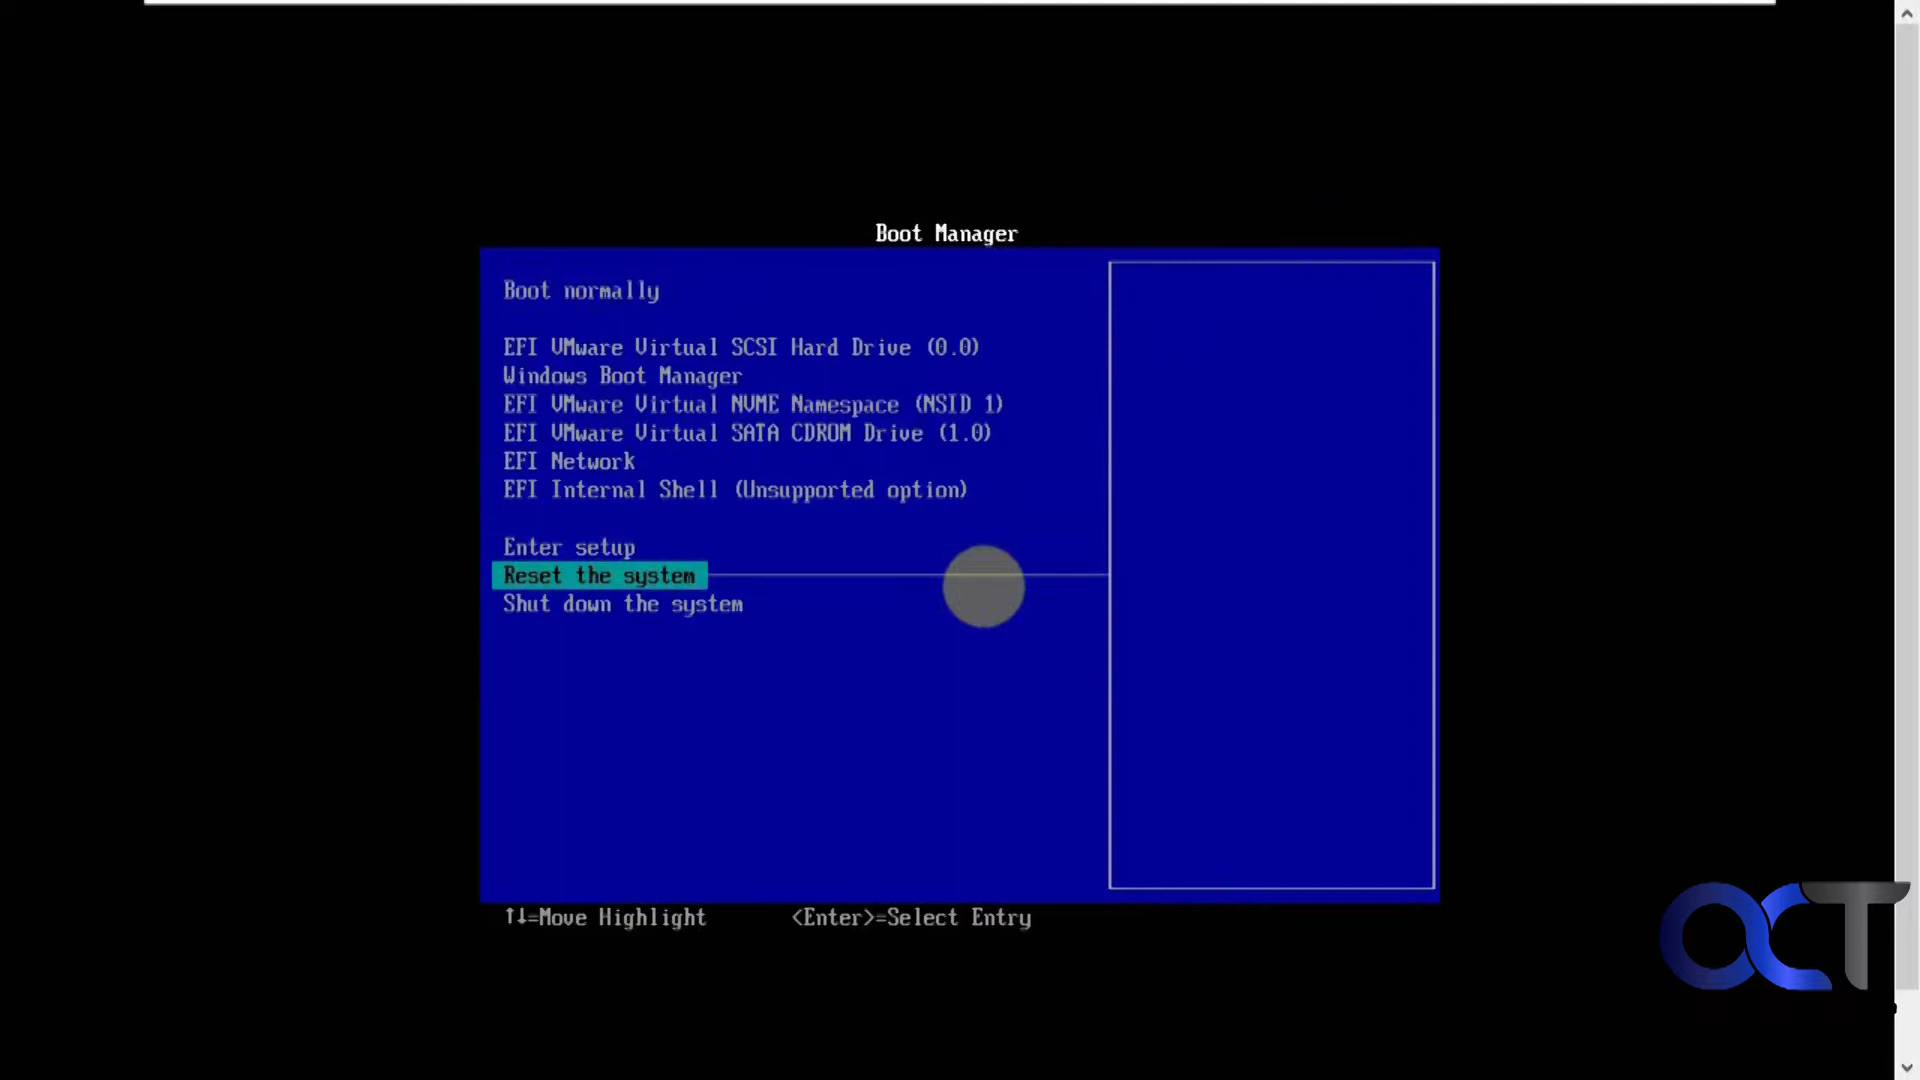 Boot Manager
Boot normally
EFI VMware Virtual SCSI Hard Drive (0.0)
Windows Boot Manager
EFI VMware Virtual NVME Namespace (NSID 1)
EFI VMware Virtual SATA CDROM Drive (1.0)
EFI Network
EFI Internal Shell (Unsupported option)
Enter setup
Reset the system
Shut down the system
↑↓=Move Highlight <Enter>=Select Entry
OCT